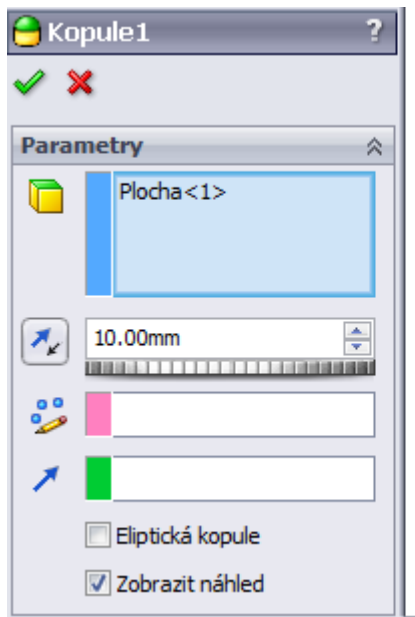 Kopule1 ?
Parametry
Plocha<1>
10.00mm
Eliptická kopule
Zobrazit náhled